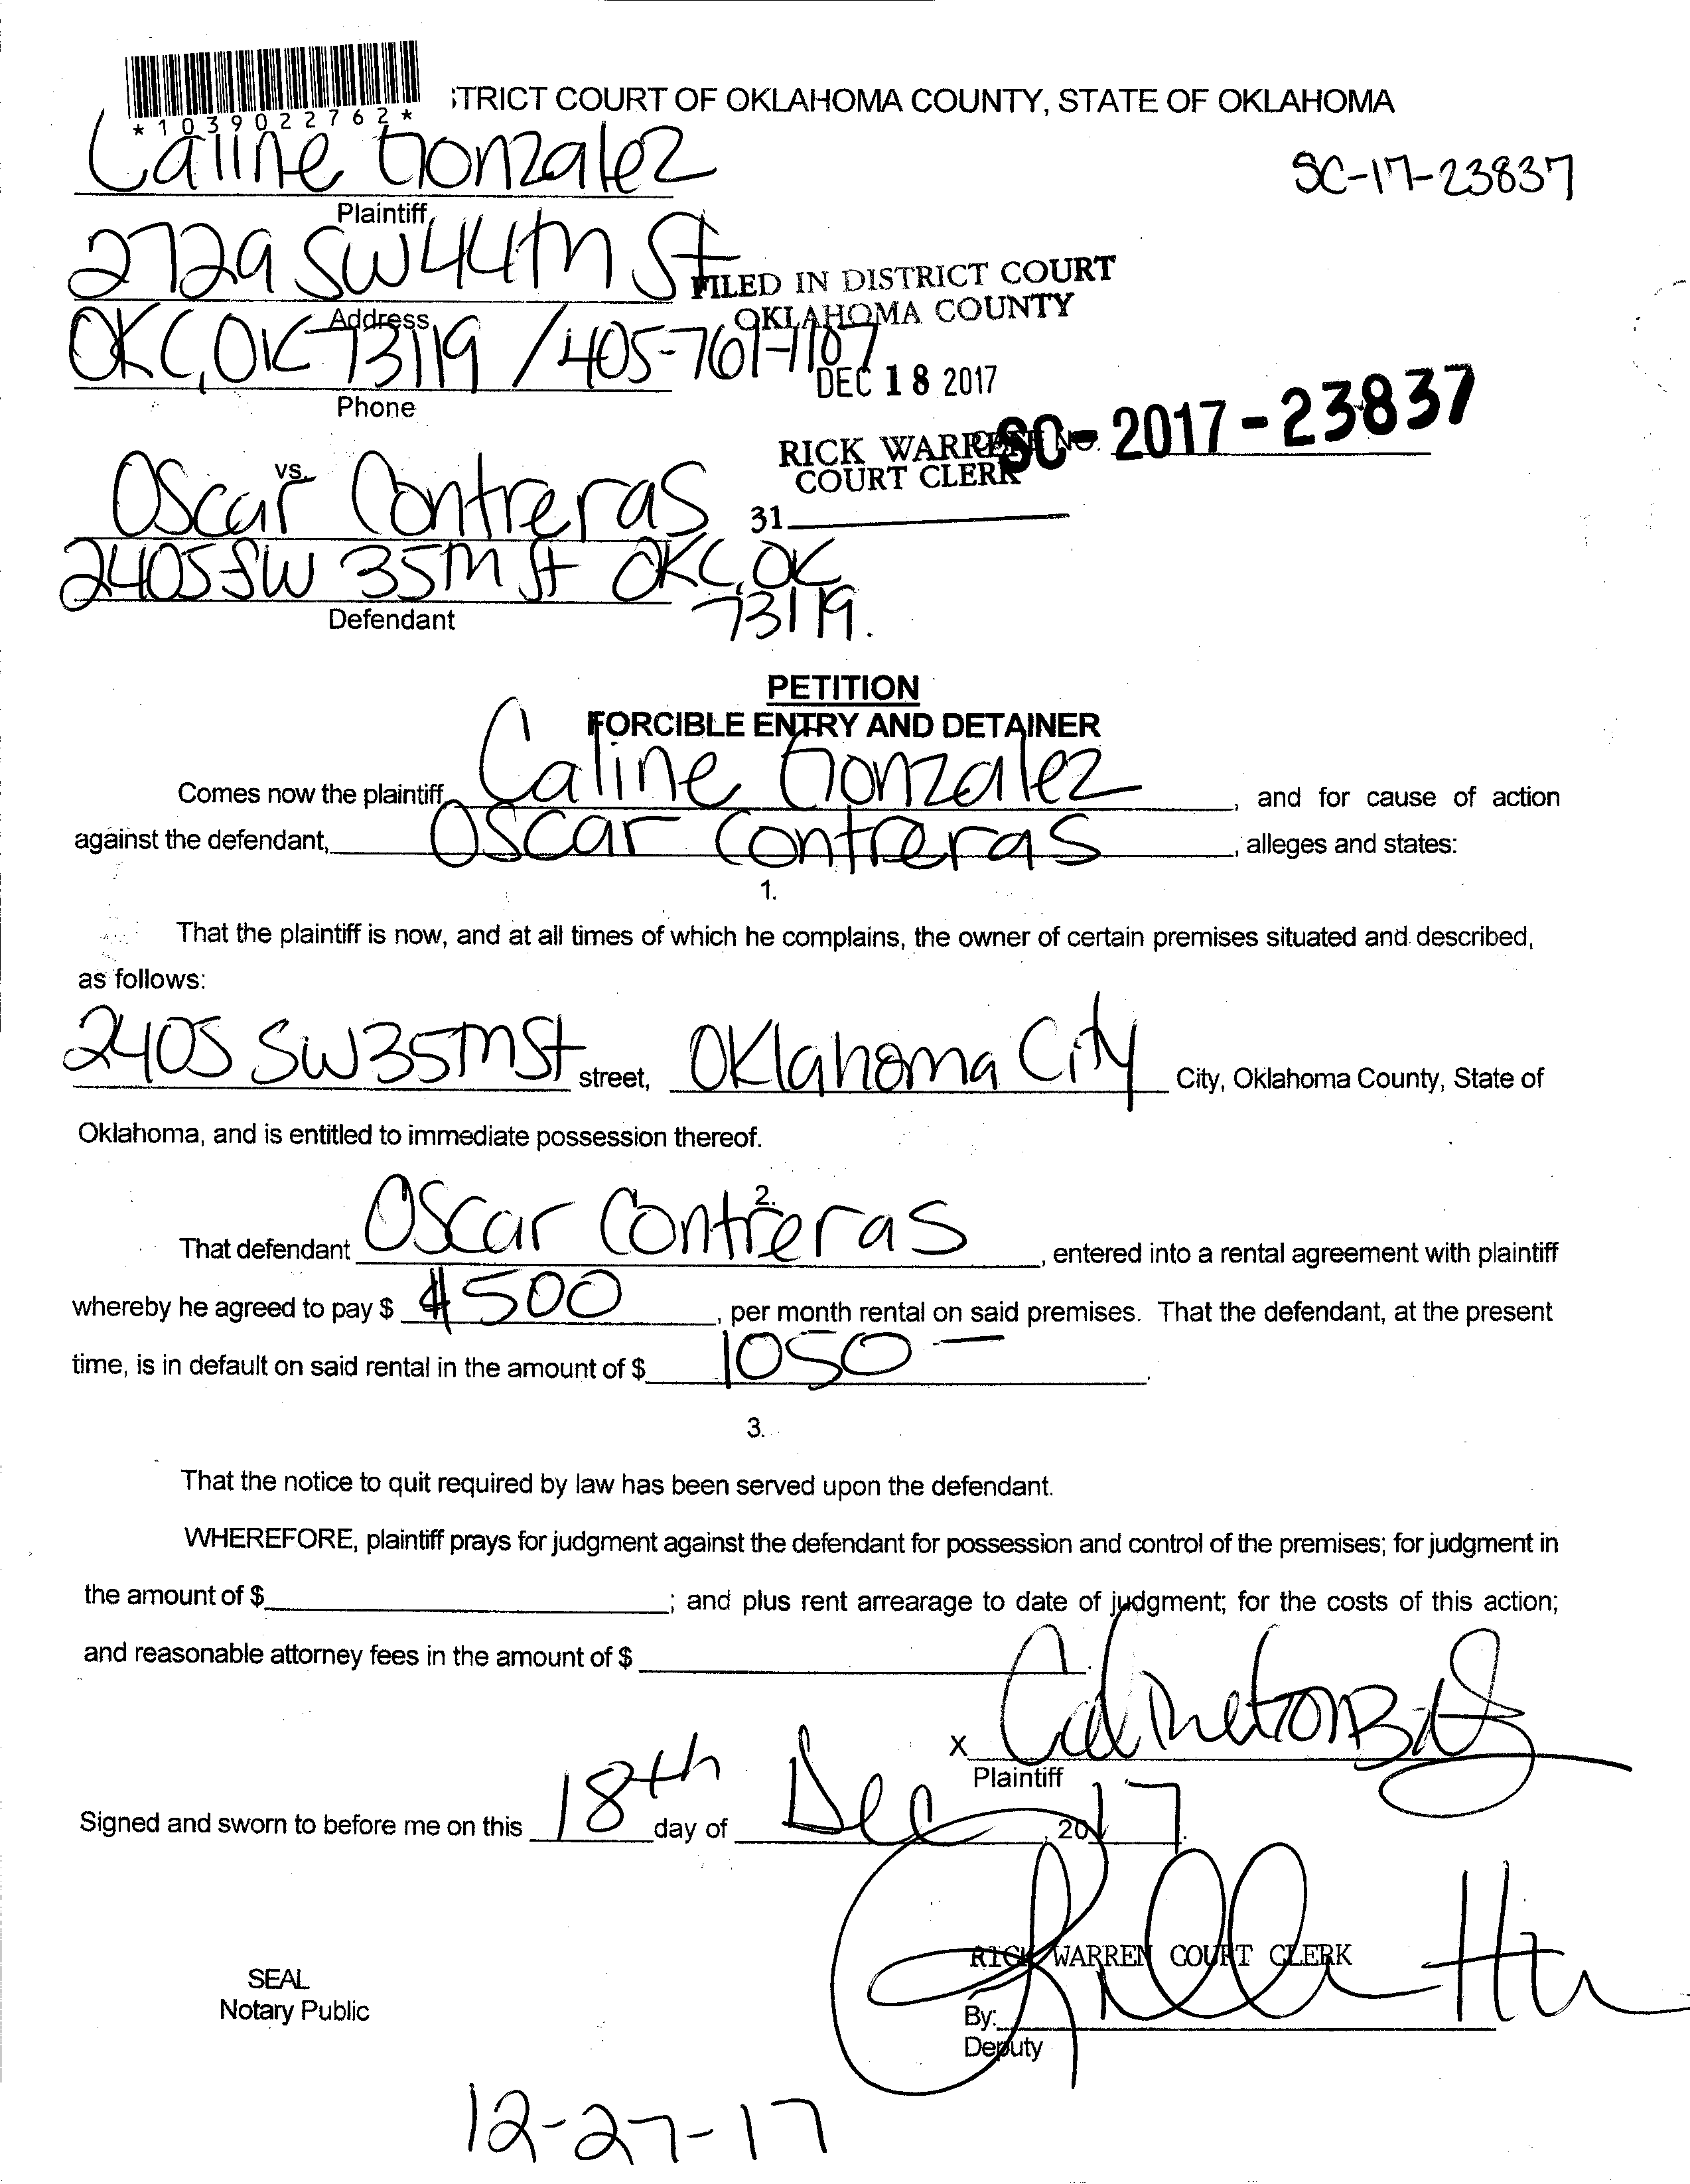 *1039022762*
STRICT COURT OF OKLAHOMA COUNTY, STATE OF OKLAHOMA
Caline Gonzalez
SC-17-23837
Plaintiff
2729 SW 44th St
FILED IN DISTRICT COURT
OKLAHOMA COUNTY
Address
OKC, OK 73119 / 405-761-1107
DEC 18 2017
Phone
SC-2017-23837
RICK WARREN
COURT CLERK
CASE NO.
vs.
Oscar Contreras
31
2405 SW 35th St OKC, OK
73119.
Defendant
PETITION
FORCIBLE ENTRY AND DETAINER
Comes now the plaintiff, Caline Gonzalez, and for cause of action
against the defendant, Oscar Contreras, alleges and states:
1.
That the plaintiff is now, and at all times of which he complains, the owner of certain premises situated and described,
as follows:
2405 SW 35th St street, Oklahoma City City, Oklahoma County, State of
Oklahoma, and is entitled to immediate possession thereof.
2.
That defendant Oscar Contreras, entered into a rental agreement with plaintiff
whereby he agreed to pay $ $500, per month rental on said premises. That the defendant, at the present
time, is in default on said rental in the amount of $ 1050—.
3.
That the notice to quit required by law has been served upon the defendant.
WHEREFORE, plaintiff prays for judgment against the defendant for possession and control of the premises; for judgment in
the amount of $ ; and plus rent arrearage to date of judgment; for the costs of this action;
and reasonable attorney fees in the amount of $ .
X
Plaintiff
Signed and sworn to before me on this 18th day of Dec, 2017.
RICK WARREN COURT CLERK
SEAL
Notary Public
By:
Deputy
12-27-17